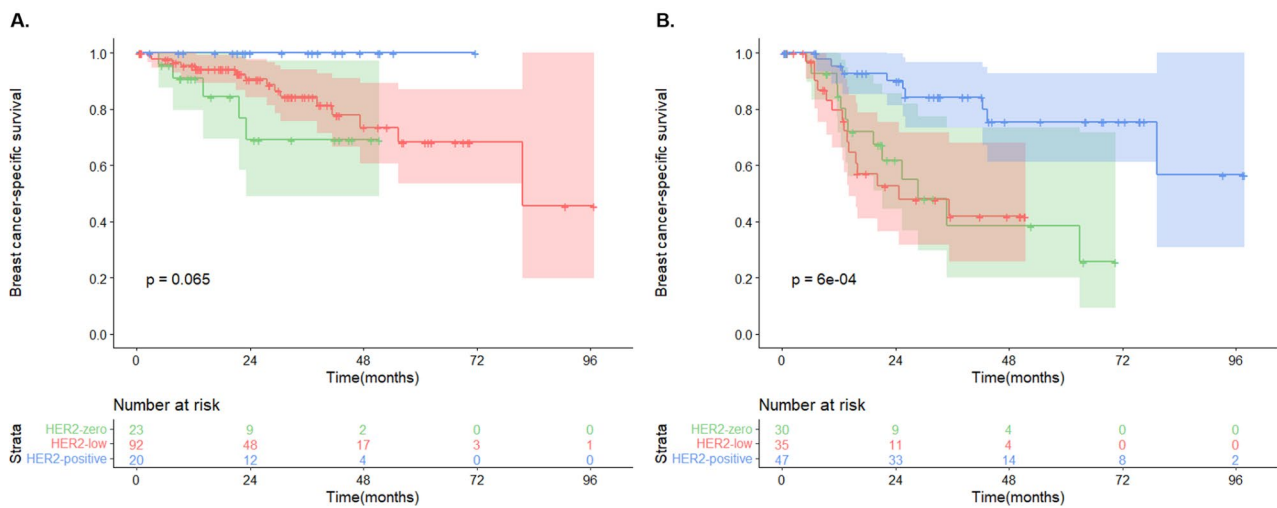 A.
Breast cancer-specific survival
1.0
0.8
0.6
0.4
0.2
0.0
p = 0.065
0 24 48 72 96
Time(months)
Number at risk
Strata
HER2-zero 23 9 2 0 0
HER2-low 92 48 17 3 1
HER2-positive 20 12 4 0 0
0 24 48 72 96
Time(months)
B.
Breast cancer-specific survival
1.0
0.8
0.6
0.4
0.2
0.0
p = 6e-04
0 24 48 72 96
Time(months)
Number at risk
Strata
HER2-zero 30 9 4 0 0
HER2-low 35 11 4 0 0
HER2-positive 47 33 14 8 2
0 24 48 72 96
Time(months)